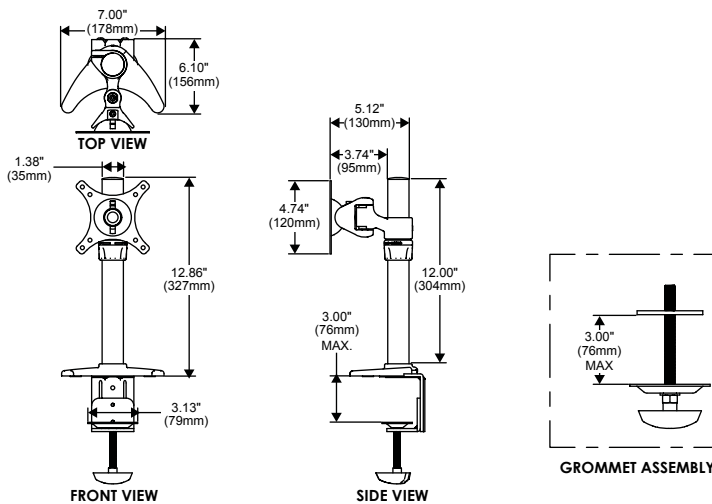 7.00"
(178mm)
6.10"
(156mm)
TOP VIEW
1.38"
(35mm)
12.86"
(327mm)
3.13"
(79mm)
FRONT VIEW
5.12"
(130mm)
3.74"
(95mm)
4.74"
(120mm)
12.00"
(304mm)
3.00"
(76mm)
MAX.
SIDE VIEW
3.00"
(76mm)
MAX
GROMMET ASSEMBLY